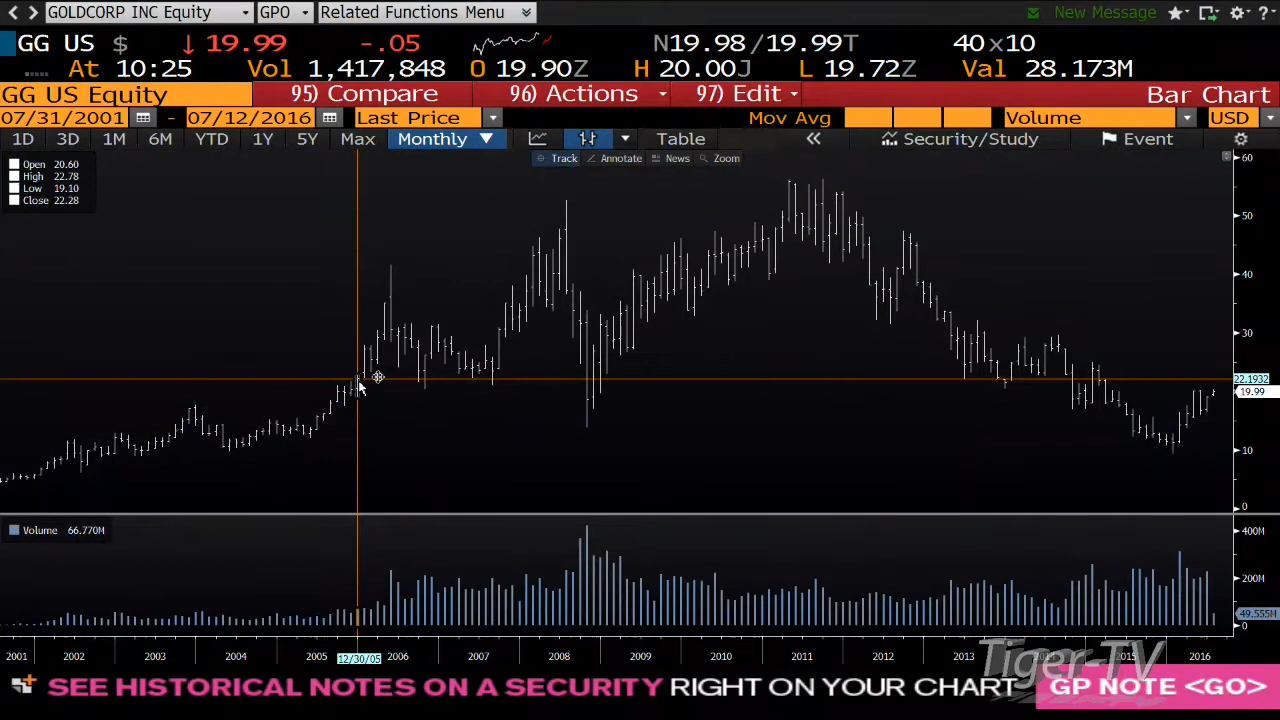 GOLDCORP INC Equity GPO Related Functions Menu New Message
GG US $ ↓ 19.99 -.05 N19.98/19.99T 40x10
At 10:25 Vol 1,417,848 O 19.90Z H 20.00J L 19.72Z Val 28.173M
GG US Equity 95) Compare 96) Actions 97) Edit Bar Chart
07/31/2001 - 07/12/2016 Last Price Mov Avg Volume USD
1D 3D 1M 6M YTD 1Y 5Y Max Monthly ▼ Table « Security/Study Event
Track Annotate News Zoom
Open 20.60
High 22.78
Low 19.10
Close 22.28
60
50
40
30
22.1932
19.99
10
0
Volume 66.770M
400M
200M
49.555M
0
2001 2002 2003 2004 2005 12/30/05 2006 2007 2008 2009 2010 2011 2012 2013 2015 2016
Tiger-TV
SEE HISTORICAL NOTES ON A SECURITY RIGHT ON YOUR CHART GP NOTE <GO>